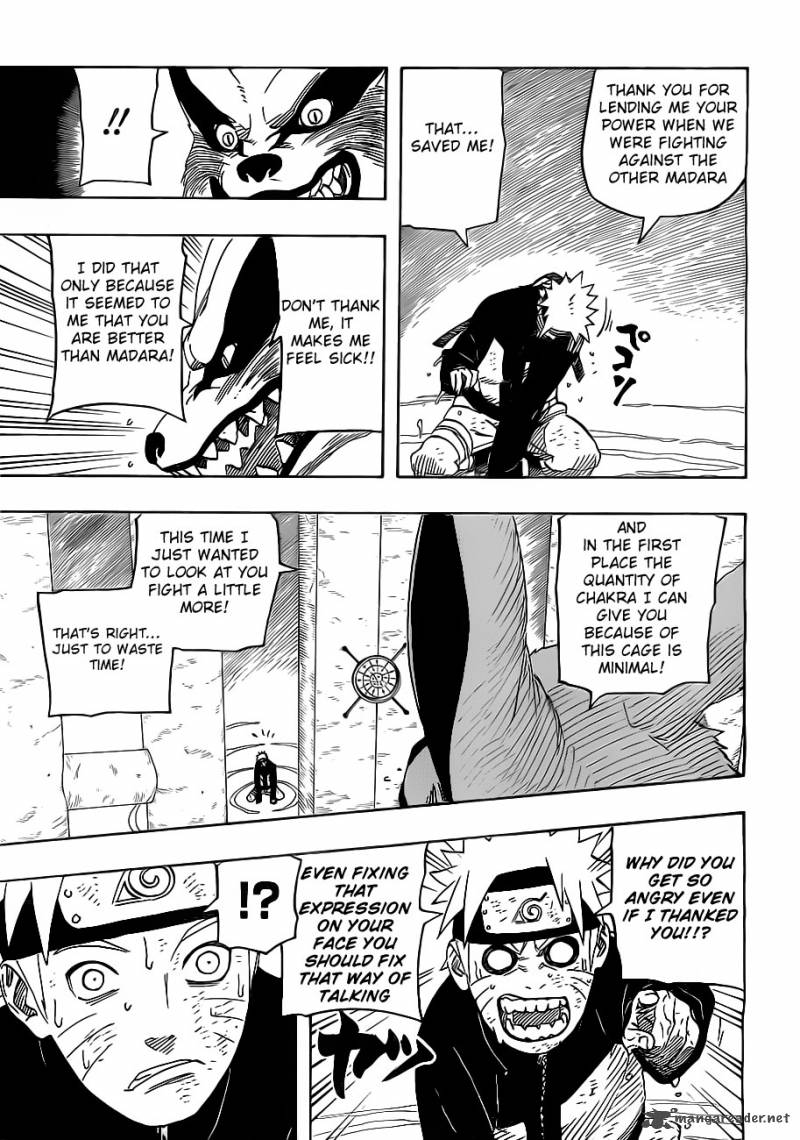 THANK YOU FOR
LENDING ME YOUR
POWER WHEN WE
WERE FIGHTING
AGAINST THE
OTHER MADARA
THAT...
SAVED ME!
ペコッ
!!
DON'T THANK
ME, IT
MAKES ME
FEEL SICK!!
I DID THAT
ONLY BECAUSE
IT SEEMED TO
ME THAT YOU
ARE BETTER
THAN MADARA!
AND
IN THE FIRST
PLACE THE
QUANTITY OF
CHAKRA I CAN
GIVE YOU
BECAUSE OF
THIS CAGE IS
MINIMAL!
THIS TIME I
JUST WANTED
TO LOOK AT YOU
FIGHT A LITTLE
MORE!
THAT'S RIGHT...
JUST TO WASTE
TIME!
WHY DID YOU
GET SO
ANGRY EVEN
IF I THANKED
YOU!!?
EVEN FIXING
THAT
EXPRESSION
ON YOUR
FACE YOU
SHOULD FIX
THAT WAY OF
TALKING
カッ
!?
mangareader.net